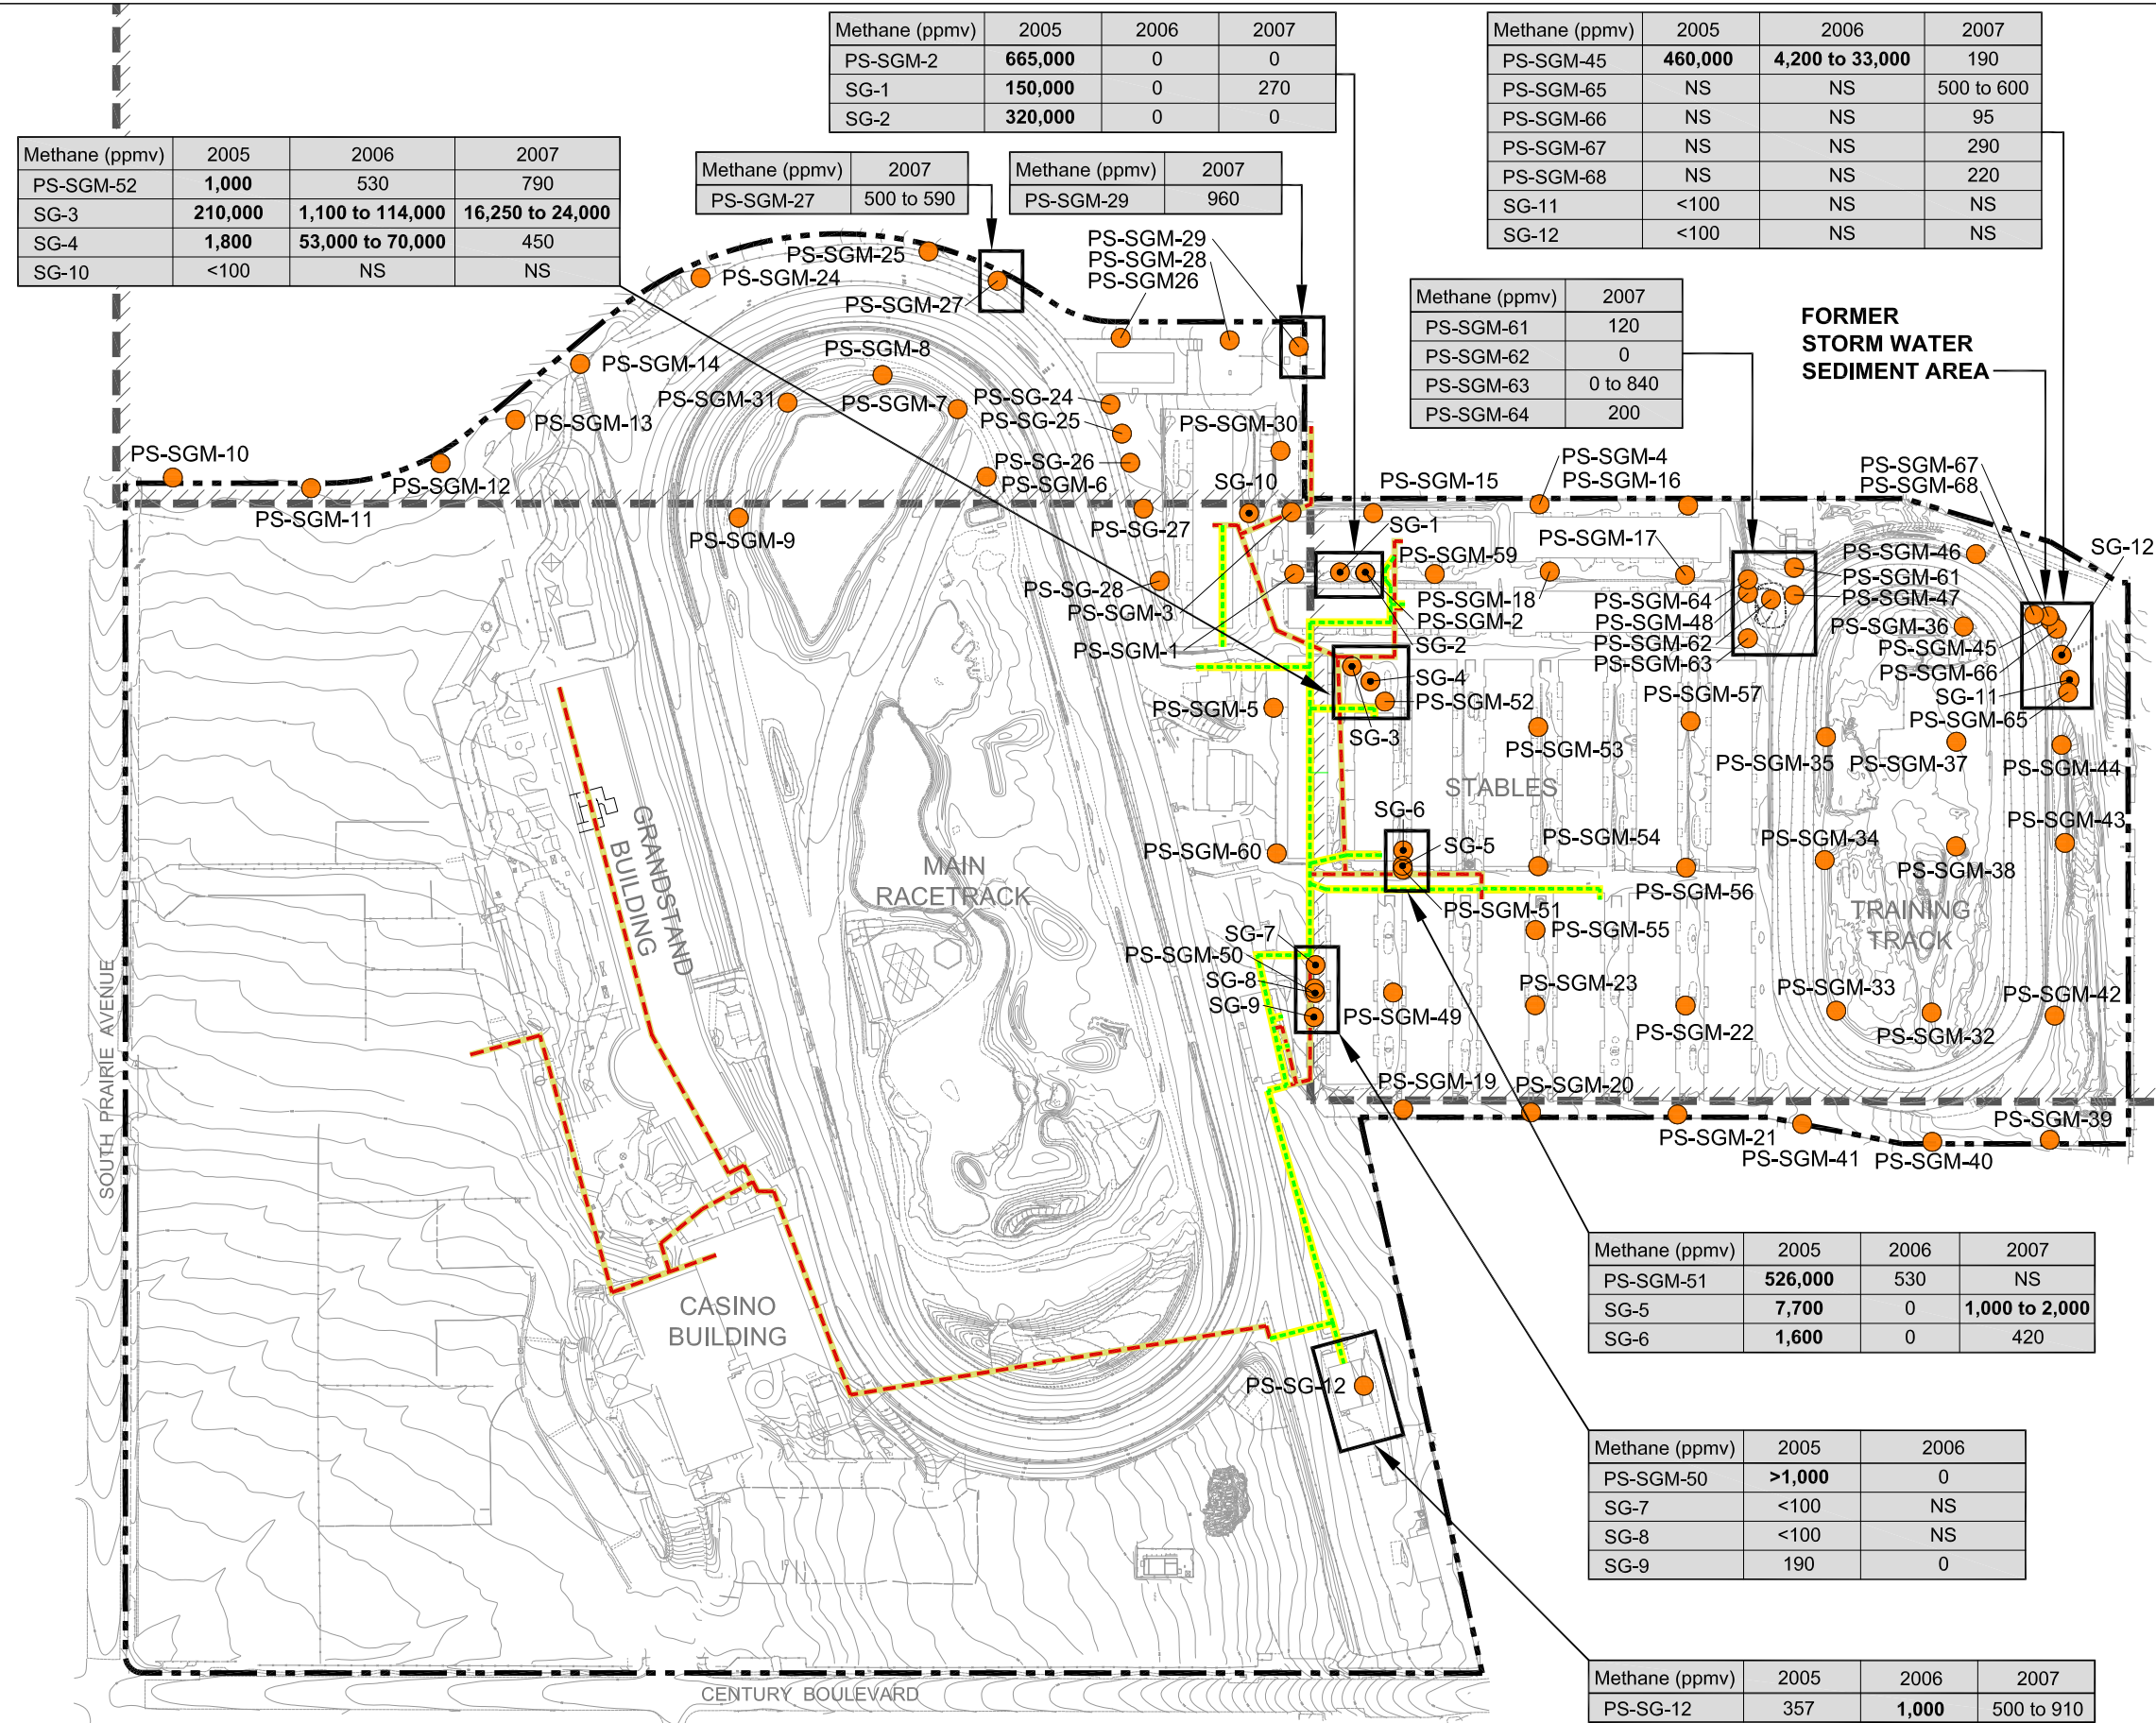 Methane (ppmv) 2005 2006 2007
PS-SGM-2 665,000 0 0
SG-1 150,000 0 270
SG-2 320,000 0 0
Methane (ppmv) 2005 2006 2007
PS-SGM-45 460,000 4,200 to 33,000 190
PS-SGM-65 NS NS 500 to 600
PS-SGM-66 NS NS 95
PS-SGM-67 NS NS 290
PS-SGM-68 NS NS 220
SG-11 <100 NS NS
SG-12 <100 NS NS
Methane (ppmv) 2005 2006 2007
PS-SGM-52 1,000 530 790
SG-3 210,000 1,100 to 114,000 16,250 to 24,000
SG-4 1,800 53,000 to 70,000 450
SG-10 <100 NS NS
Methane (ppmv) 2007
PS-SGM-27 500 to 590
Methane (ppmv) 2007
PS-SGM-29 960
Methane (ppmv) 2007
PS-SGM-61 120
PS-SGM-62 0
PS-SGM-63 0 to 840
PS-SGM-64 200
FORMER
STORM WATER
SEDIMENT AREA
PS-SGM-29
PS-SGM-28
PS-SGM26
PS-SGM-25
PS-SGM-24
PS-SGM-27
PS-SGM-8
PS-SGM-14
PS-SGM-31
PS-SGM-7
PS-SG-24
PS-SG-25
PS-SGM-30
PS-SGM-13
PS-SGM-10
PS-SGM-12
PS-SGM-11
PS-SG-26
PS-SGM-6
PS-SGM-9
PS-SG-27
SG-10
PS-SGM-15
PS-SGM-4
PS-SGM-16
PS-SGM-67
PS-SGM-68
SG-1
PS-SGM-59
PS-SGM-17
PS-SGM-46
SG-12
PS-SGM-61
PS-SG-28
PS-SGM-3
PS-SGM-18
PS-SGM-2
PS-SGM-64
PS-SGM-48
PS-SGM-47
PS-SGM-36
PS-SGM-1
SG-2
PS-SGM-62
PS-SGM-63
PS-SGM-45
PS-SGM-66
SG-4
SG-11
PS-SGM-52
PS-SGM-57
PS-SGM-65
PS-SGM-5
SG-3
PS-SGM-53
PS-SGM-35
PS-SGM-37
PS-SGM-44
STABLES
SG-6
SG-5
PS-SGM-54
PS-SGM-34
PS-SGM-43
PS-SGM-60
PS-SGM-38
PS-SGM-56
GRANDSTAND
BUILDING
MAIN
RACETRACK
PS-SGM-51
TRAINING
TRACK
PS-SGM-55
SG-7
PS-SGM-50
SG-8
SG-9
PS-SGM-49
PS-SGM-23
PS-SGM-22
PS-SGM-33
PS-SGM-32
PS-SGM-42
SOUTH PRAIRIE AVENUE
PS-SGM-19
PS-SGM-20
PS-SGM-21
PS-SGM-41
PS-SGM-40
PS-SGM-39
Methane (ppmv) 2005 2006 2007
PS-SGM-51 526,000 530 NS
SG-5 7,700 0 1,000 to 2,000
SG-6 1,600 0 420
CASINO
BUILDING
PS-SG-12
Methane (ppmv) 2005 2006
PS-SGM-50 >1,000 0
SG-7 <100 NS
SG-8 <100 NS
SG-9 190 0
Methane (ppmv) 2005 2006 2007
PS-SG-12 357 1,000 500 to 910
CENTURY BOULEVARD